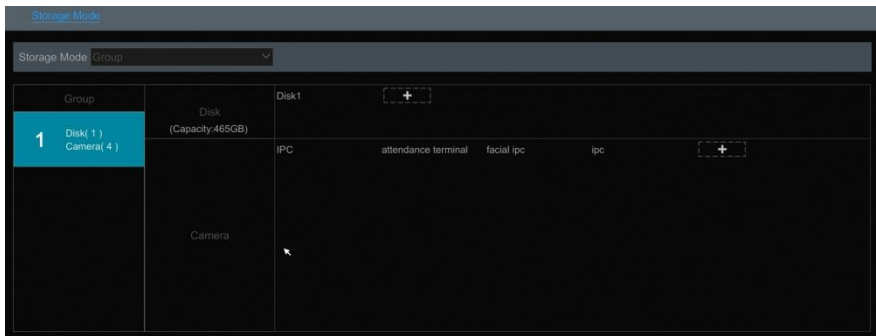 Storage Mode
Storage Mode Group
Group
1
Disk( 1 )
Camera( 4 )
Disk
(Capacity:465GB)
Disk1 +
IPC attendance terminal facial ipc ipc +
Camera